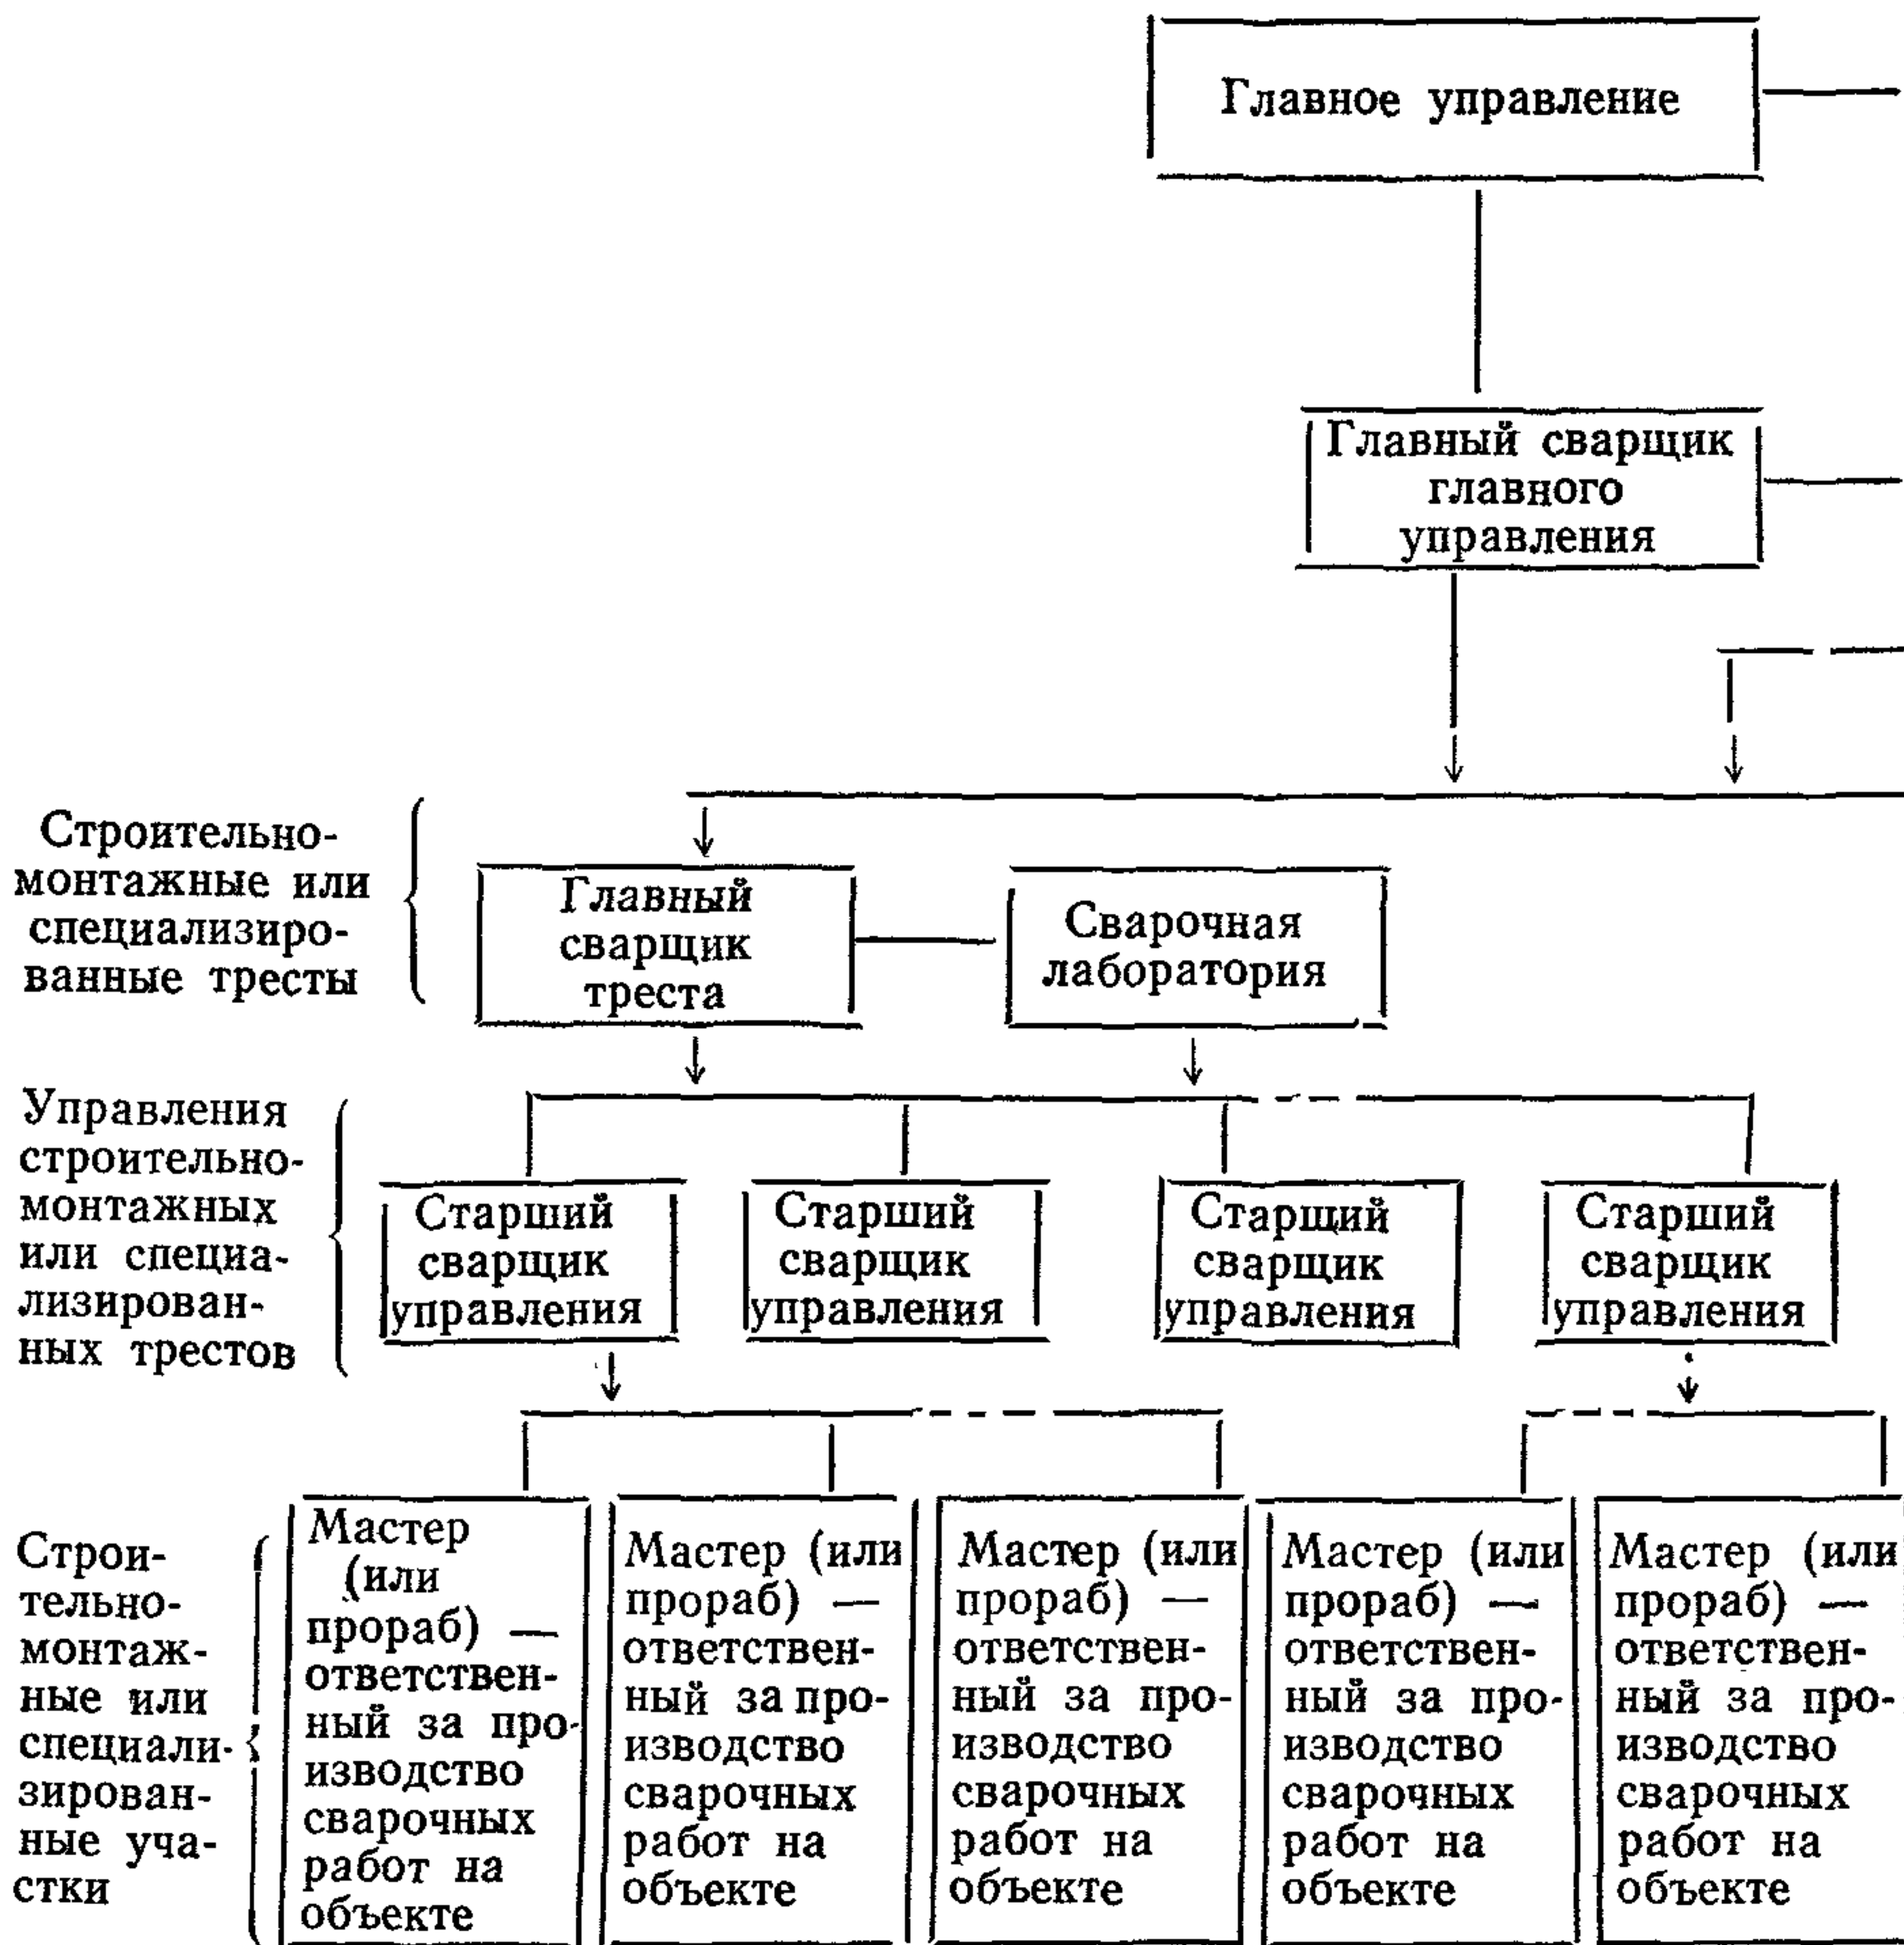 Главное управление
Главный сварщик
главного
управления
Строительно-
монтажные или
специализиро-
ванные тресты
Главный
сварщик
треста
Сварочная
лаборатория
Управления
строительно-
монтажных
или специа-
лизирован-
ных трестов
Старший
сварщик
управления
Старший
сварщик
управления
Старщий
сварщик
управления
Старший
сварщик
управления
Строи-
тельно-
монтаж-
ные или
специали-
зирован-
ные уча-
стки
Мастер
(или
прораб) —
ответствен-
ный за про-
изводство
сварочных
работ на
объекте
Мастер (или
прораб) —
ответствен-
ный за про-
изводство
сварочных
работ на
объекте
Мастер (или
прораб) —
ответствен-
ный за про-
изводство
сварочных
работ на
объекте
Мастер (или
прораб) —
ответствен-
ный за про-
изводство
сварочных
работ на
объекте
Мастер (или
прораб) —
ответствен-
ный за про-
изводство
сварочных
работ на
объекте